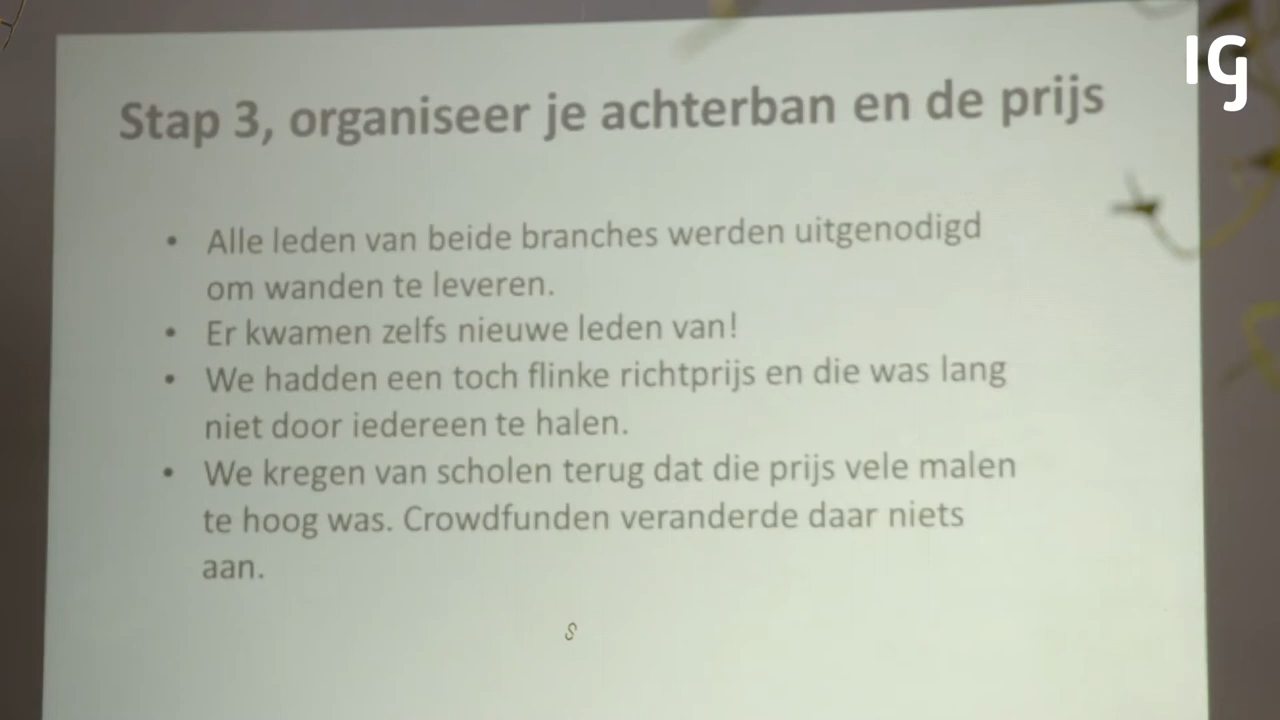 IG
Stap 3, organiseer je achterban en de prijs
• Alle leden van beide branches werden uitgenodigd
om wanden te leveren.
• Er kwamen zelfs nieuwe leden van!
• We hadden een toch flinke richtprijs en die was lang
niet door iedereen te halen.
• We kregen van scholen terug dat die prijs vele malen
te hoog was. Crowdfunden veranderde daar niets
aan.